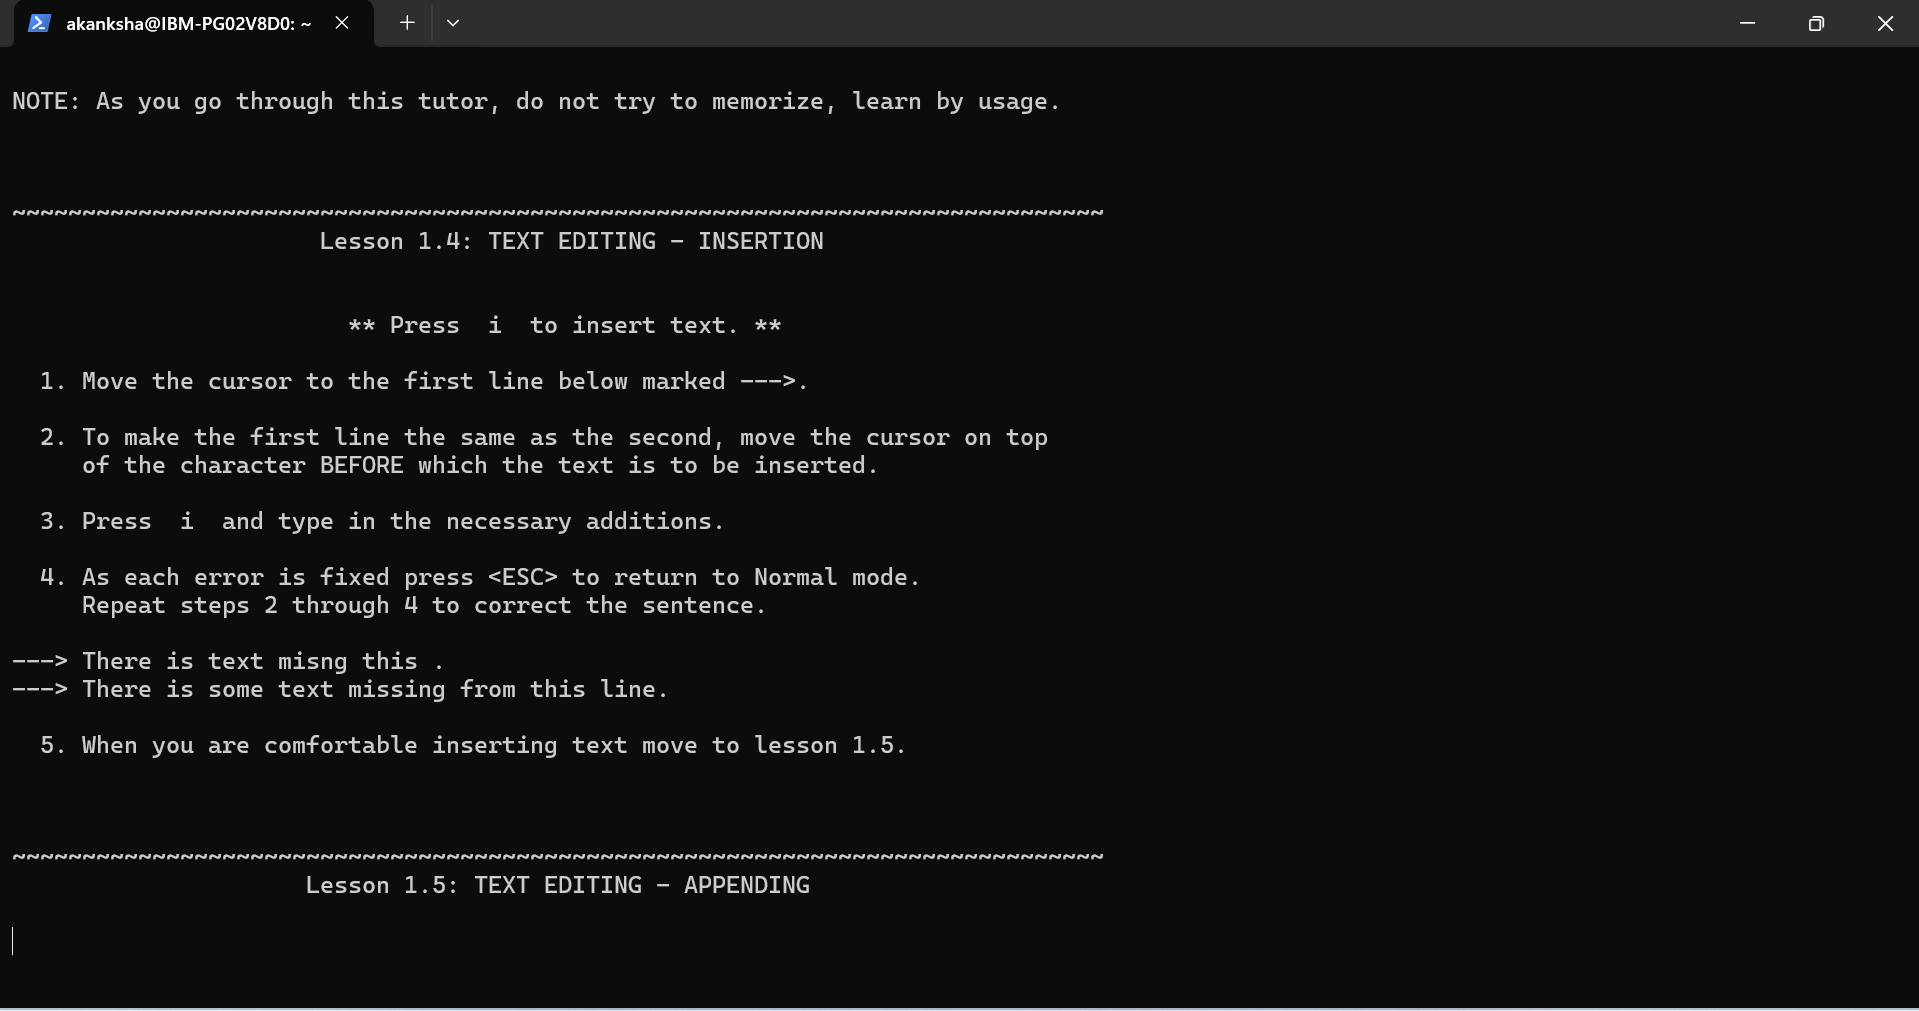 akanksha@IBM-PG02V8D0: ~
NOTE: As you go through this tutor, do not try to memorize, learn by usage.
~~~~~~~~~~~~~~~~~~~~~~~~~~~~~~~~~~~~~~~~~~~~~~~~~~~~~~~~~~~~~~~~~~~~~~~~~~~~~~
Lesson 1.4: TEXT EDITING - INSERTION
** Press  i  to insert text. **
1. Move the cursor to the first line below marked --->.
2. To make the first line the same as the second, move the cursor on top
of the character BEFORE which the text is to be inserted.
3. Press  i  and type in the necessary additions.
4. As each error is fixed press <ESC> to return to Normal mode.
Repeat steps 2 through 4 to correct the sentence.
---> There is text misng this .
---> There is some text missing from this line.
5. When you are comfortable inserting text move to lesson 1.5.
~~~~~~~~~~~~~~~~~~~~~~~~~~~~~~~~~~~~~~~~~~~~~~~~~~~~~~~~~~~~~~~~~~~~~~~~~~~~~~
Lesson 1.5: TEXT EDITING - APPENDING